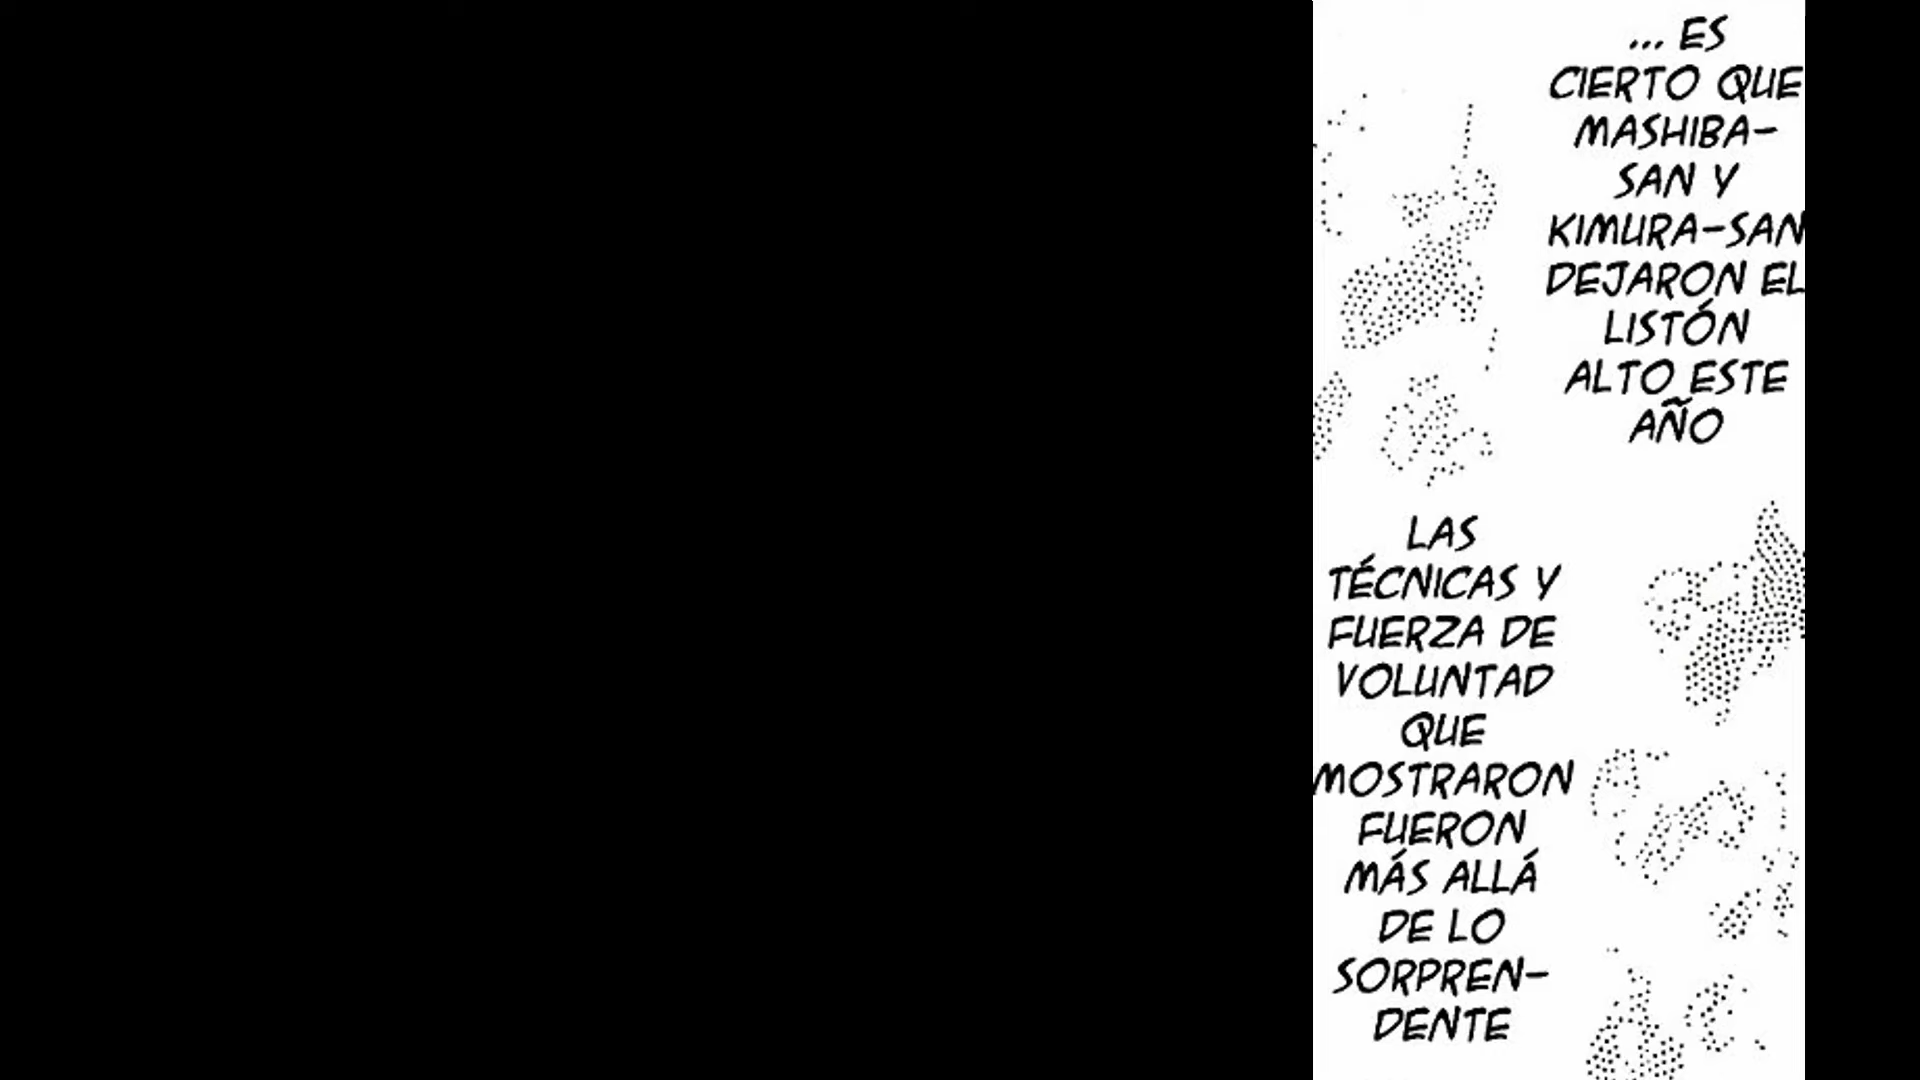 ... ES
CIERTO QUE
MASHIBA-
SAN Y
KIMURA-SAN
DEJARON EL
LISTÓN
ALTO ESTE
AÑO
LAS
TÉCNICAS Y
FUERZA DE
VOLUNTAD
QUE
MOSTRARON
FUERON
MÁS ALLÁ
DE LO
SORPREN-
DENTE